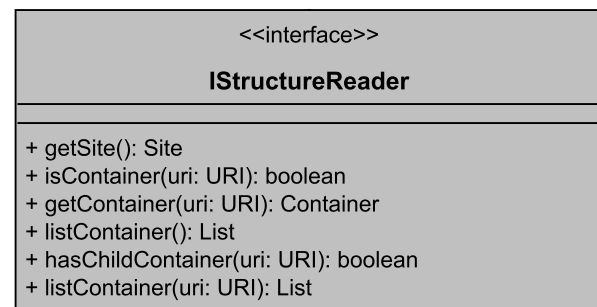 <<interface>>
IStructureReader
+ getSite(): Site
+ isContainer(uri: URI): boolean
+ getContainer(uri: URI): Container
+ listContainer(): List
+ hasChildContainer(uri: URI): boolean
+ listContainer(uri: URI): List